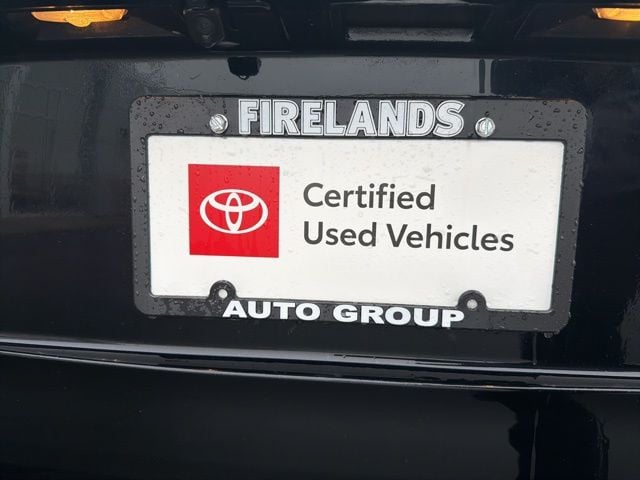 FIRELANDS
Certified
Used Vehicles
AUTO GROUP